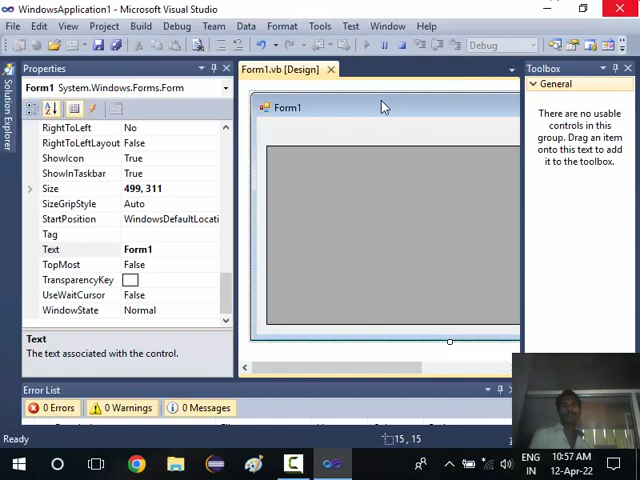 WindowsApplication1 - Microsoft Visual Studio
File Edit View Project Build Debug Team Data Format Tools Test Window Help
Debug
Solution Explorer
Properties
Form1 System.Windows.Forms.Form
RightToLeft No
RightToLeftLayout False
ShowIcon True
ShowInTaskbar True
Size 499, 311
SizeGripStyle Auto
StartPosition WindowsDefaultLocati
Tag
Text Form1
TopMost False
TransparencyKey
UseWaitCursor False
WindowState Normal
Text
The text associated with the control.
Form1.vb [Design]
Form1
Toolbox
General
There are no usable
controls in this
group. Drag an item
onto this text to add
it to the toolbox.
Error List
0 Errors
0 Warnings
0 Messages
Ready
15 , 15
ENG
IN
10:57 AM
12-Apr-22